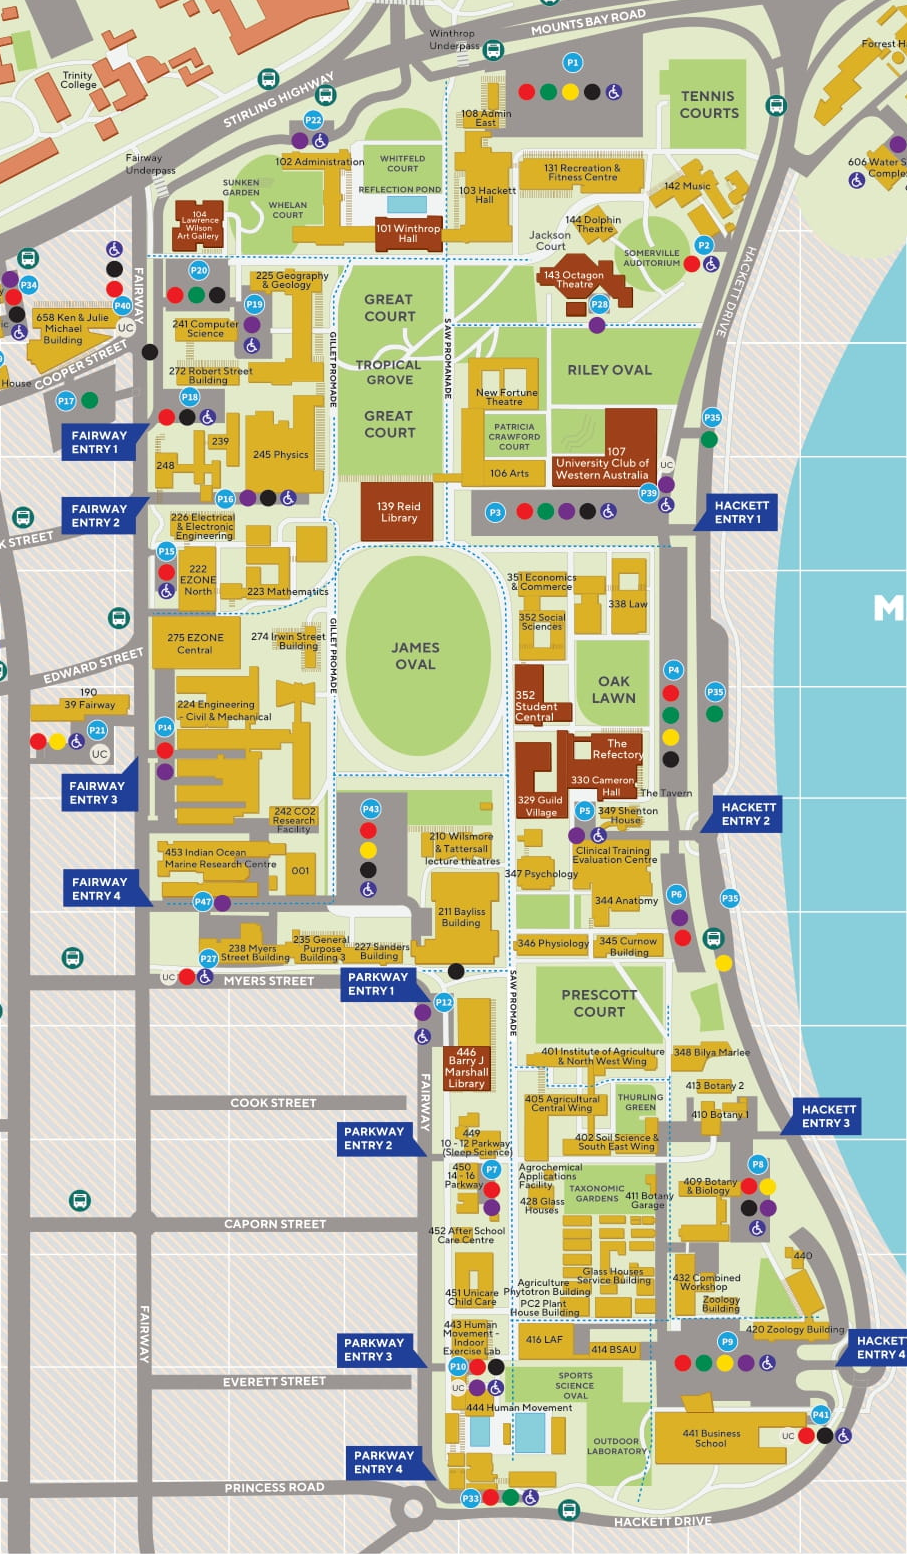 MOUNTS BAY ROAD
Winthrop
Underpass
Forrest H
P1
Trinity
College
STIRLING HIGHWAY
TENNIS
COURTS
P22
108 Admin
East
Fairway
Underpass
102 Administration
WHITFELD
COURT
131 Recreation &
Fitness Centre
606 Water S
Comple
SUNKEN
GARDEN
REFLECTION POND
103 Hackett
Hall
142 Music
WHELAN
COURT
104
Lawrence
Wilson
Art Gallery
101 Winthrop
Hall
144 Dolphin
Theatre
Jackson
Court
SOMERVILLE
AUDITORIUM
P2
HACKETT DRIVE
P34
P20
225 Geography
& Geology
143 Octagon
Theatre
FAIRWAY
P40
P19
GREAT
COURT
P28
UC
658 Ken & Julie
Michael
Building
241 Computer
Science
GILLET PROMADE
SAW PROMANADE
COOPER STREET
House
272 Robert Street
Building
TROPICAL
GROVE
RILEY OVAL
P17
P18
New Fortune
Theatre
GREAT
COURT
P35
FAIRWAY
ENTRY 1
239
PATRICIA
CRAWFORD
COURT
245 Physics
107
University Club of
Western Australia
UC
248
106 Arts
P39
FAIRWAY
ENTRY 2
P16
139 Reid
Library
P3
HACKETT
ENTRY 1
226 Electrical
& Electronic
Engineering
K STREET
P15
222
EZONE
North
223 Mathematics
351 Economics
& Commerce
338 Law
352 Social
Sciences
M
275 EZONE
Central
274 Irwin Street
Building
GILLET PROMADE
JAMES
OVAL
EDWARD STREET
P4
OAK
LAWN
190
39 Fairway
224 Engineering
- Civil & Mechanical
352
Student
Central
P35
P21
P14
UC
The
Refectory
330 Cameron
Hall
FAIRWAY
ENTRY 3
The Tavern
329 Guild
Village
P43
P5
349 Shenton
House
HACKETT
ENTRY 2
242 CO2
Research
Facility
210 Wilsmore
& Tattersall
lecture theatres
453 Indian Ocean
Marine Research Centre
Clinical Training
Evaluation Centre
001
347 Psychology
FAIRWAY
ENTRY 4
P47
344 Anatomy
P6
P35
211 Bayliss
Building
238 Myers
Street Building
235 General
Purpose
Building 3
227 Sanders
Building
346 Physiology
345 Curnow
Building
P27
UC
MYERS STREET
PARKWAY
ENTRY 1
SAW PROMADE
P12
PRESCOTT
COURT
446
Barry J
Marshall
Library
401 Institute of Agriculture
& North West Wing
348 Bilya Marlee
FAIRWAY
413 Botany 2
COOK STREET
405 Agricultural
Central Wing
THURLING
GREEN
410 Botany 1
HACKETT
ENTRY 3
PARKWAY
ENTRY 2
449
10 - 12 Parkway
(Sleep Science)
402 Soil Science &
South East Wing
450
14 - 16
Parkway
P7
Agrochemical
Applications
Facility
P8
428 Glass
Houses
TAXONOMIC
GARDENS
411 Botany
Garage
409 Botany
& Biology
CAPORN STREET
452 After School
Care Centre
440
Glass Houses
Service Building
451 Unicare
Child Care
Agriculture
Phytotron Building
PC2 Plant
House Building
432 Combined
Workshop
Zoology
Building
FAIRWAY
PARKWAY
ENTRY 3
443 Human
Movement -
Indoor
Exercise Lab
416 LAF
414 BSAU
420 Zoology Building
P9
HACKETT
ENTRY 4
P10
UC
EVERETT STREET
SPORTS
SCIENCE
OVAL
444 Human Movement
P41
441 Business
School
UC
OUTDOOR
LABORATORY
PARKWAY
ENTRY 4
PRINCESS ROAD
P33
HACKETT DRIVE